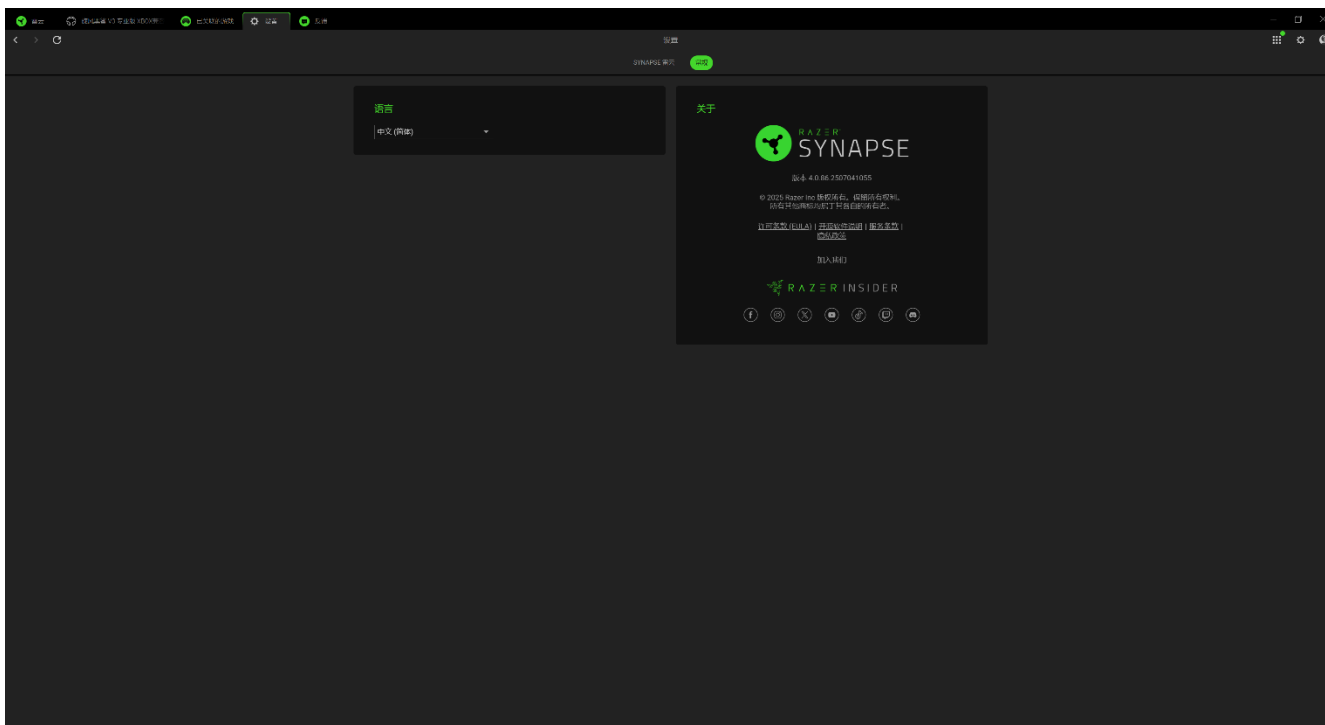 设置
SYNAPSE
语言
中文 (简体)
关于
RAZER
SYNAPSE
版本 4.0.86.2507041055
© 2025 Razer Inc 版权所有。保留所有权利。
所有其他商标均属于其各自的所有者。
许可条款 (EULA) | 开源软件说明 | 服务条款 |
隐私政策
加入我们
RAZER INSIDER